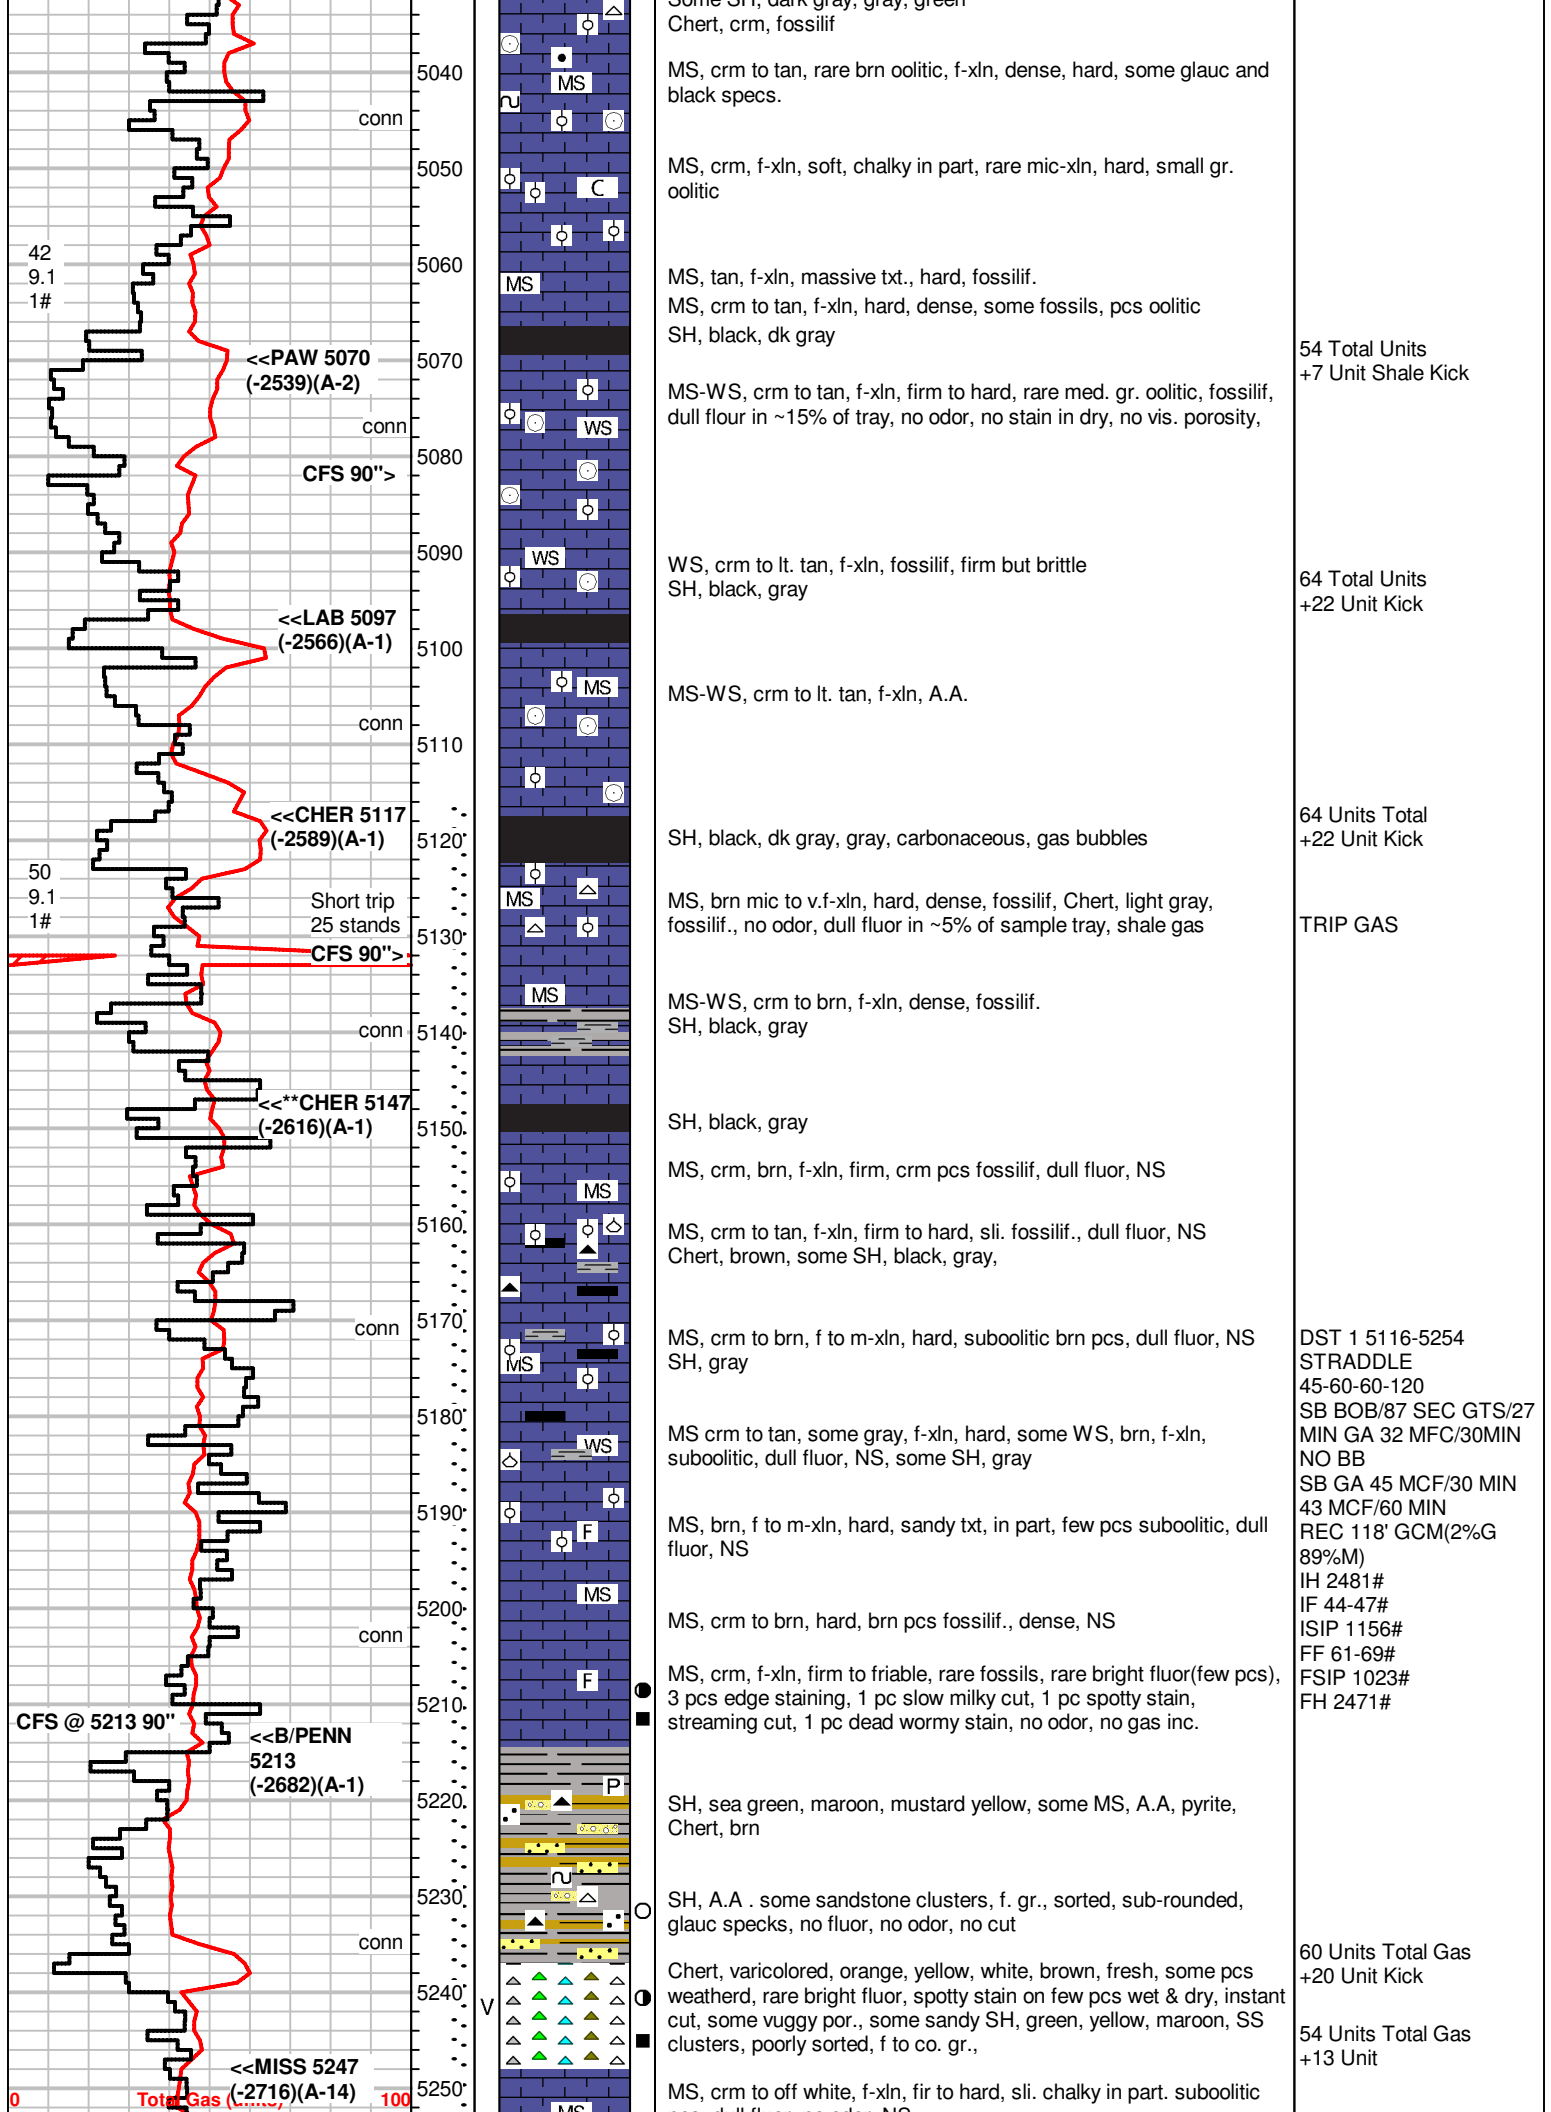 Some SH, dark gray, gray, green
Chert, crm, fossilif
5040
MS
MS, crm to tan, rare brn oolitic, f-xln, dense, hard, some glauc and
black specs.
conn
5050
C
MS, crm, f-xln, soft, chalky in part, rare mic-xln, hard, small gr.
oolitic
42
9.1
1#
5060
MS
MS, tan, f-xln, massive txt., hard, fossilif.
MS, crm to tan, f-xln, hard, dense, some fossils, pcs oolitic
SH, black, dk gray
<<PAW 5070
(-2539)(A-2)
5070
54 Total Units
+7 Unit Shale Kick
MS-WS, crm to tan, f-xln, firm to hard, rare med. gr. oolitic, fossilif,
dull flour in ~15% of tray, no odor, no stain in dry, no vis. porosity,
conn
WS
5080
CFS 90">
5090
WS
WS, crm to lt. tan, f-xln, fossilif, firm but brittle
SH, black, gray
64 Total Units
+22 Unit Kick
<<LAB 5097
(-2566)(A-1)
5100
MS
MS-WS, crm to lt. tan, f-xln, A.A.
conn
5110
<<CHER 5117
(-2589)(A-1)
5120
SH, black, dk gray, gray, carbonaceous, gas bubbles
64 Units Total
+22 Unit Kick
50
9.1
1#
Short trip
25 stands
MS
MS, brn mic to v.f-xln, hard, dense, fossilif, Chert, light gray,
fossilif., no odor, dull fluor in ~5% of sample tray, shale gas
TRIP GAS
5130
CFS 90">
MS
MS-WS, crm to brn, f-xln, dense, fossilif.
SH, black, gray
conn
5140
<<**CHER 5147
(-2616)(A-1)
5150
SH, black, gray
MS
MS, crm, brn, f-xln, firm, crm pcs fossilif, dull fluor, NS
5160
MS, crm to tan, f-xln, firm to hard, sli. fossilif., dull fluor, NS
Chert, brown, some SH, black, gray,
conn
5170
MS
MS, crm to brn, f to m-xln, hard, suboolitic brn pcs, dull fluor, NS
SH, gray
DST 1 5116-5254
STRADDLE
45-60-60-120
SB BOB/87 SEC GTS/27
MIN GA 32 MFC/30MIN
NO BB
SB GA 45 MCF/30 MIN
43 MCF/60 MIN
REC 118' GCM(2%G
89%M)
IH 2481#
IF 44-47#
ISIP 1156#
FF 61-69#
FSIP 1023#
FH 2471#
5180
WS
MS crm to tan, some gray, f-xln, hard, some WS, brn, f-xln,
suboolitic, dull fluor, NS, some SH, gray
5190
F
MS, brn, f to m-xln, hard, sandy txt, in part, few pcs suboolitic, dull
fluor, NS
MS
5200
MS, crm to brn, hard, brn pcs fossilif., dense, NS
conn
F
MS, crm, f-xln, firm to friable, rare fossils, rare bright fluor(few pcs),
3 pcs edge staining, 1 pc slow milky cut, 1 pc spotty stain,
streaming cut, 1 pc dead wormy stain, no odor, no gas inc.
5210
CFS @ 5213 90"
<<B/PENN
5213
(-2682)(A-1)
P
5220
SH, sea green, maroon, mustard yellow, some MS, A.A, pyrite,
Chert, brn
5230
SH, A.A . some sandstone clusters, f. gr., sorted, sub-rounded,
glauc specks, no fluor, no odor, no cut
conn
60 Units Total Gas
+20 Unit Kick
5240
V
Chert, varicolored, orange, yellow, white, brown, fresh, some pcs
weatherd, rare bright fluor, spotty stain on few pcs wet & dry, instant
cut, some vuggy por., some sandy SH, green, yellow, maroon, SS
clusters, poorly sorted, f to co. gr.,
54 Units Total Gas
+13 Unit
<<MISS 5247
(-2716)(A-14)
5250
0 Total Gas (units) 100
MS, crm to off white, f-xln, fir to hard, sli. chalky in part. suboolitic
MS